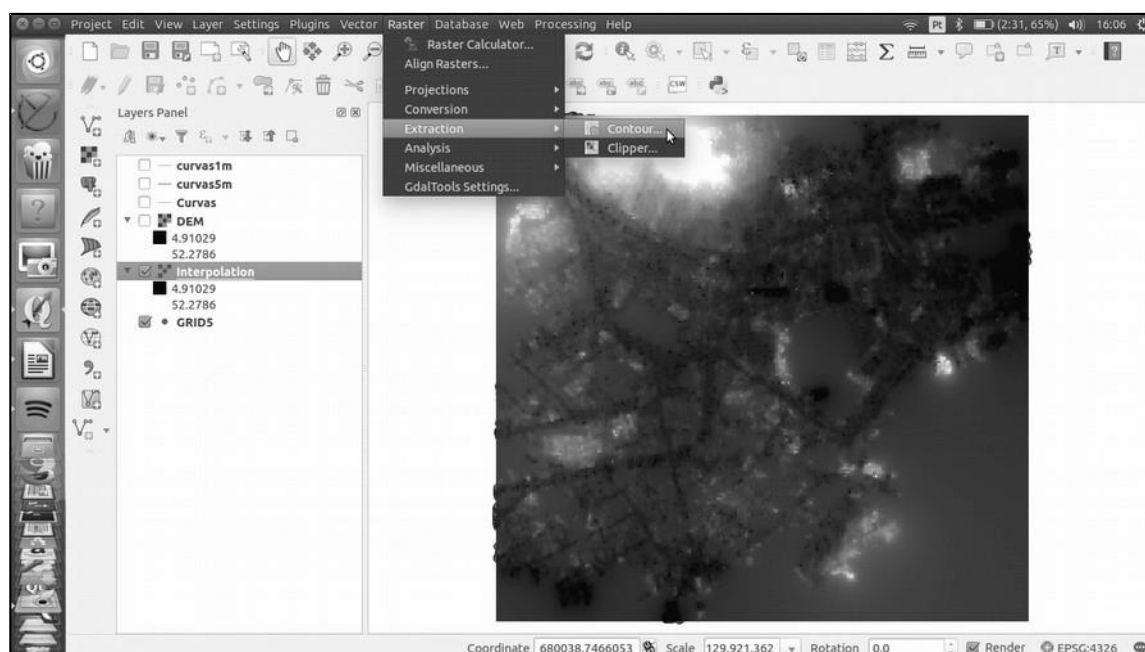 Project Edit View Layer Settings Plugins Vector Raster Database Web Processing Help
Pt (2:31, 65%) 16:06
Raster Calculator...
Align Rasters...
Projections
Conversion
Extraction
Analysis
Miscellaneous
GdalTools Settings...
Contour...
Clipper...
CSW
Layers Panel
curvas1m
curvas5m
Curvas
DEM
4.91029
52.2786
Interpolation
4.91029
52.2786
GRID5
Coordinate 680038.7466053 Scale 129.921.362 Rotation 0.0 Render EPSG:4326